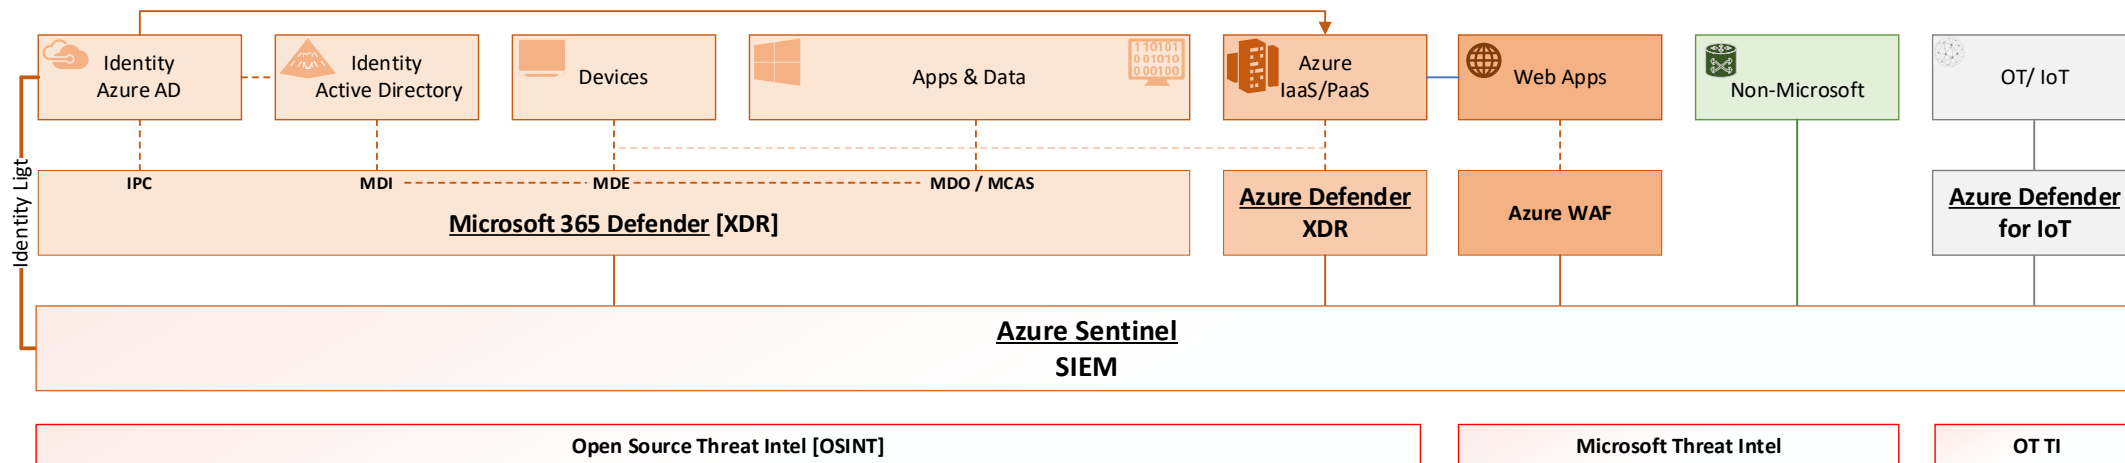 Identity
Azure AD
Identity
Active Directory
Devices
Apps & Data
110101
001010
000100
Azure
IaaS/PaaS
Web Apps
Non-Microsoft
OT/ IoT
Identity Ligt
IPC
MDI
MDE
MDO / MCAS
Microsoft 365 Defender [XDR]
Azure Defender
XDR
Azure WAF
Azure Defender
for IoT
Azure Sentinel
SIEM
Open Source Threat Intel [OSINT]
Microsoft Threat Intel
OT TI